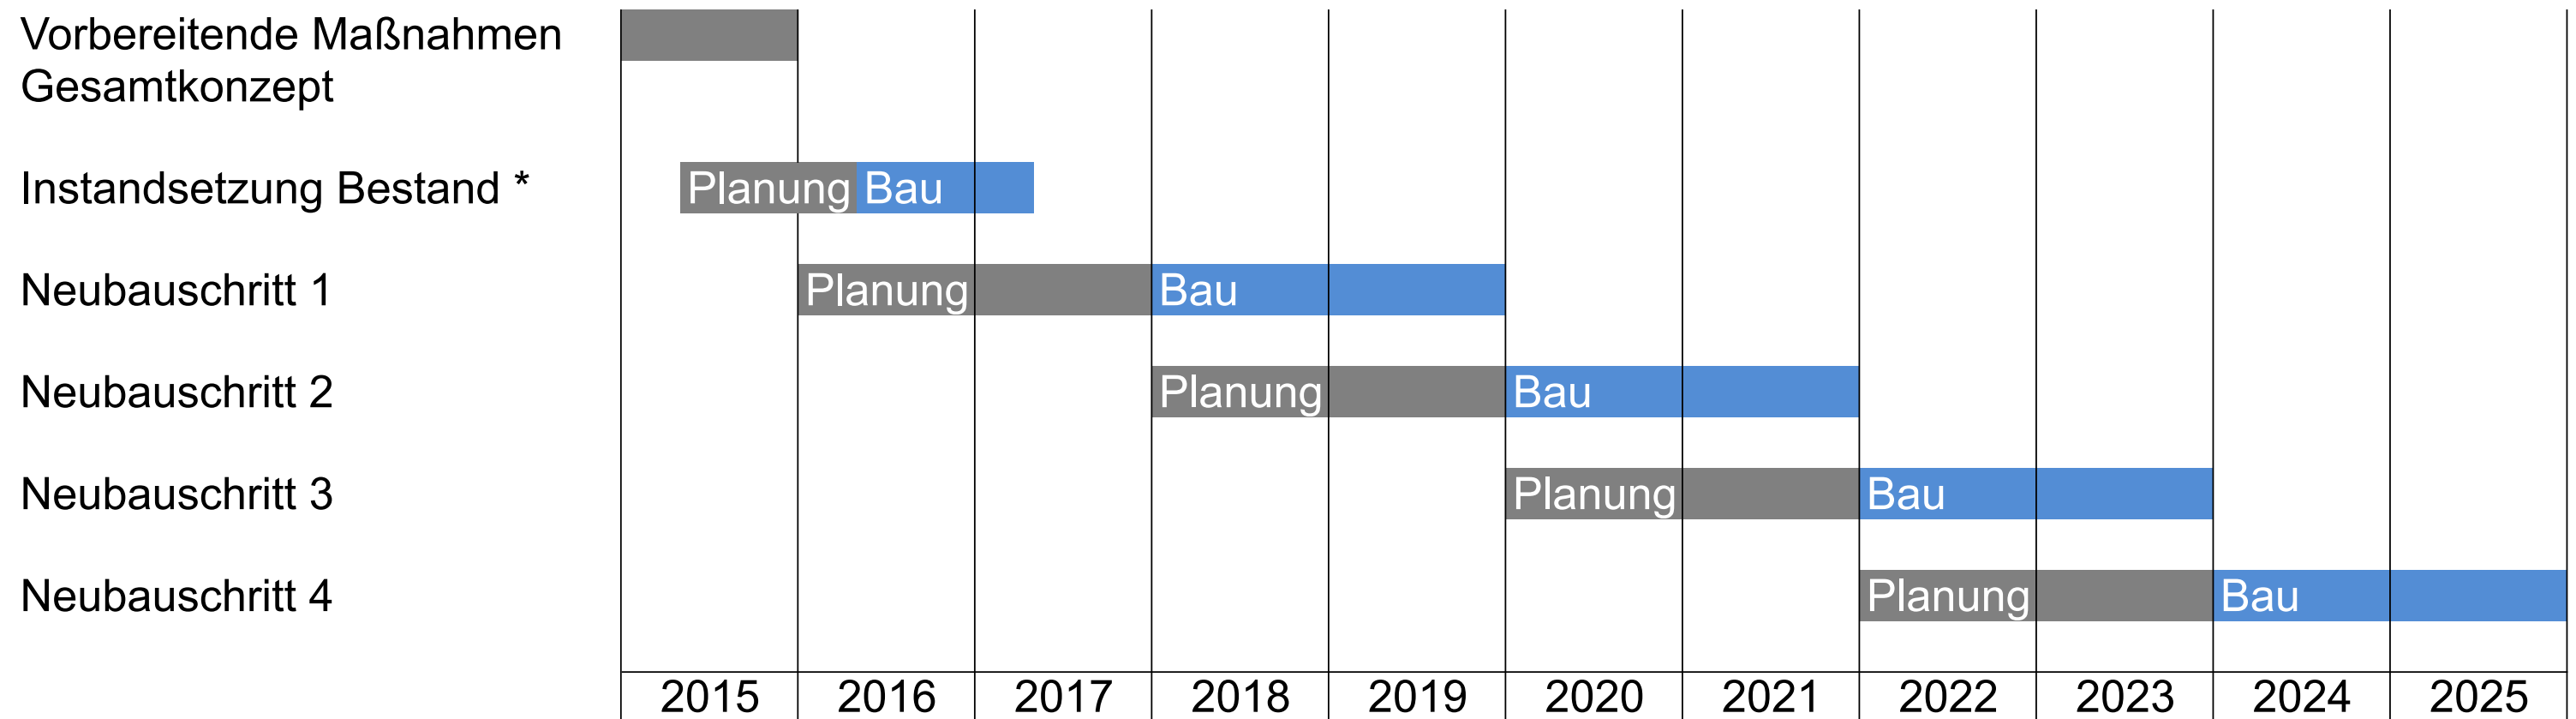 Vorbereitende Maßnahmen
Gesamtkonzept
Instandsetzung Bestand * Planung Bau
Neubauschritt 1 Planung Bau
Neubauschritt 2 Planung Bau
Neubauschritt 3 Planung Bau
Neubauschritt 4 Planung Bau
2015 2016 2017 2018 2019 2020 2021 2022 2023 2024 2025